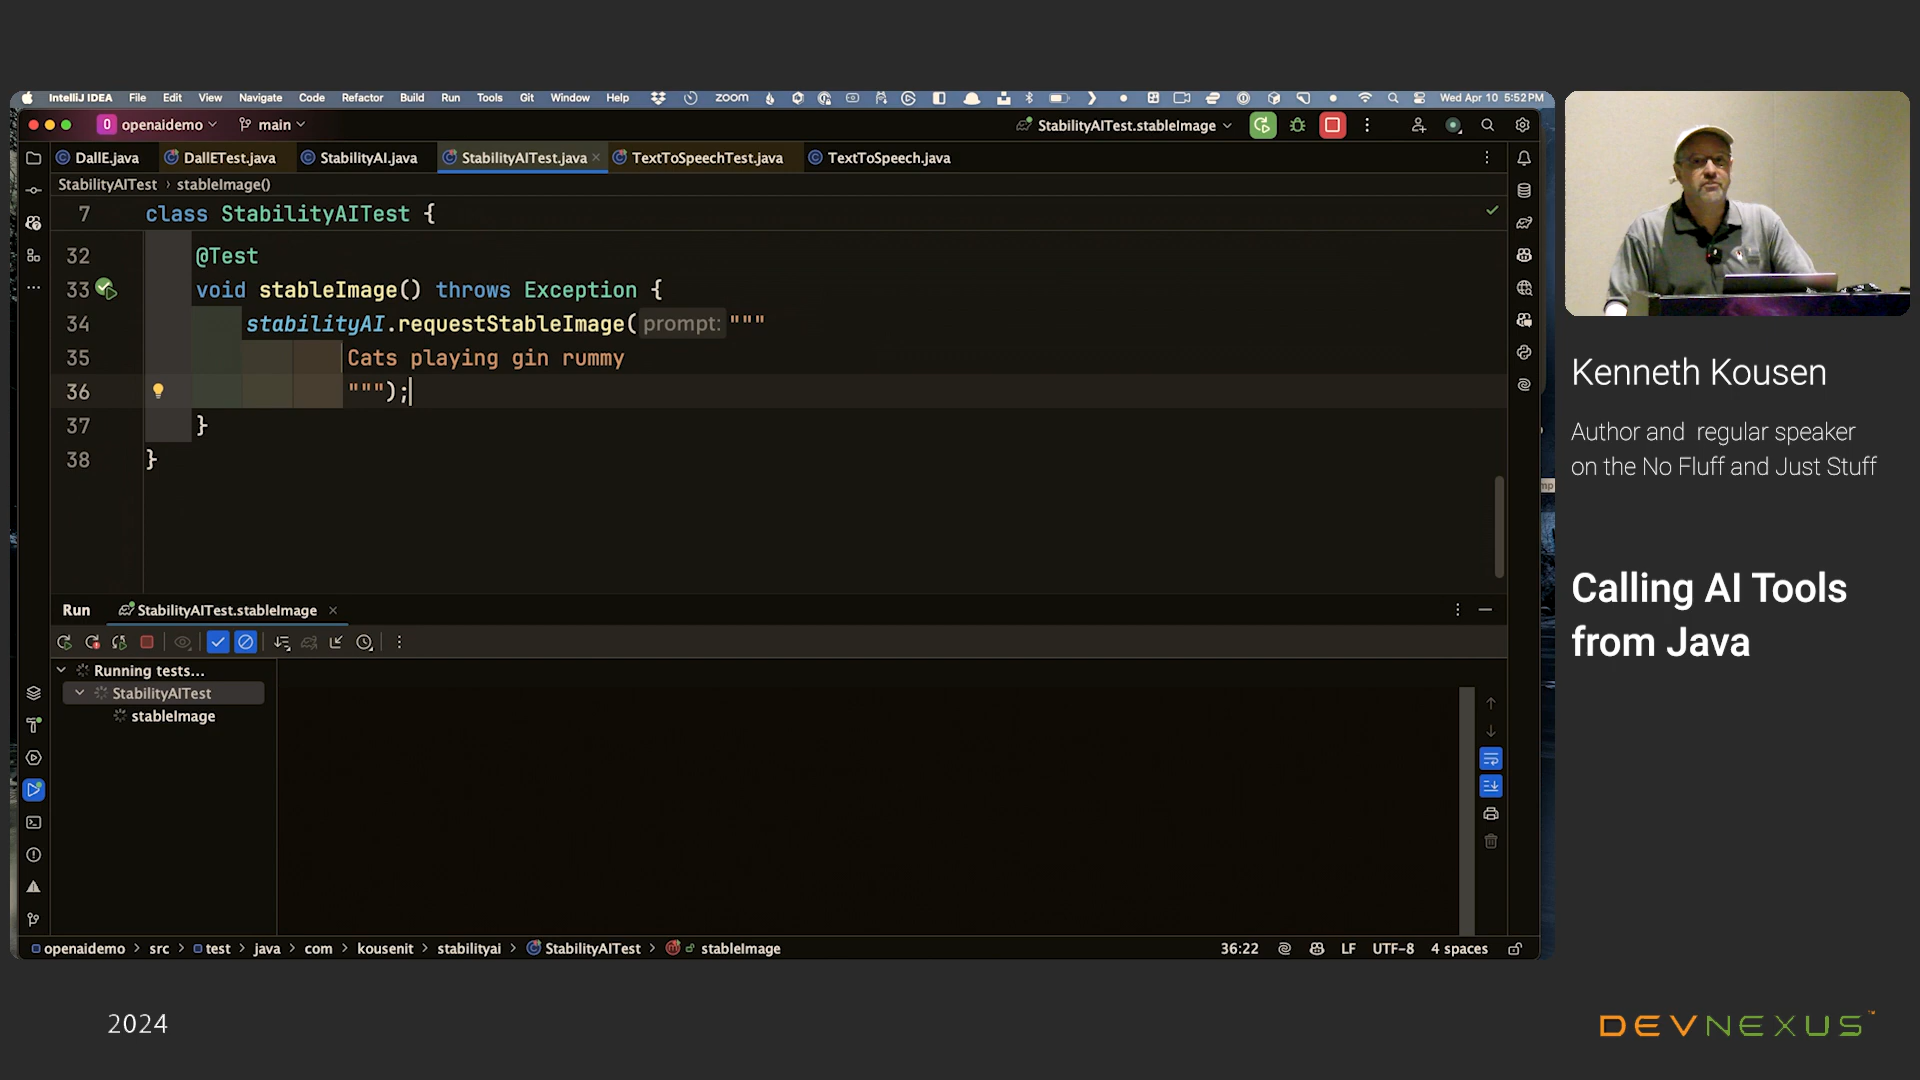 IntelliJ IDEA File Edit View Navigate Code Refactor Build Run Tools Git Window Help zoom Wed Apr 10 5:52 PM
openaidemo main StabilityAITest.stableImage
DallE.java DallETest.java StabilityAI.java StabilityAITest.java TextToSpeechTest.java TextToSpeech.java
StabilityAITest › stableImage()
7 class StabilityAITest {
32 @Test
33 void stableImage() throws Exception {
34 stabilityAI.requestStableImage( prompt: """
35 Cats playing gin rummy
36 """);
37 }
38 }
Run StabilityAITest.stableImage
Running tests...
StabilityAITest
stableImage
openaidemo › src › test › java › com › kousenit › stabilityai › StabilityAITest › stableImage 36:22 LF UTF-8 4 spaces
Kenneth Kousen
Author and regular speaker
on the No Fluff and Just Stuff
Calling AI Tools
from Java
2024
DEVNEXUS™